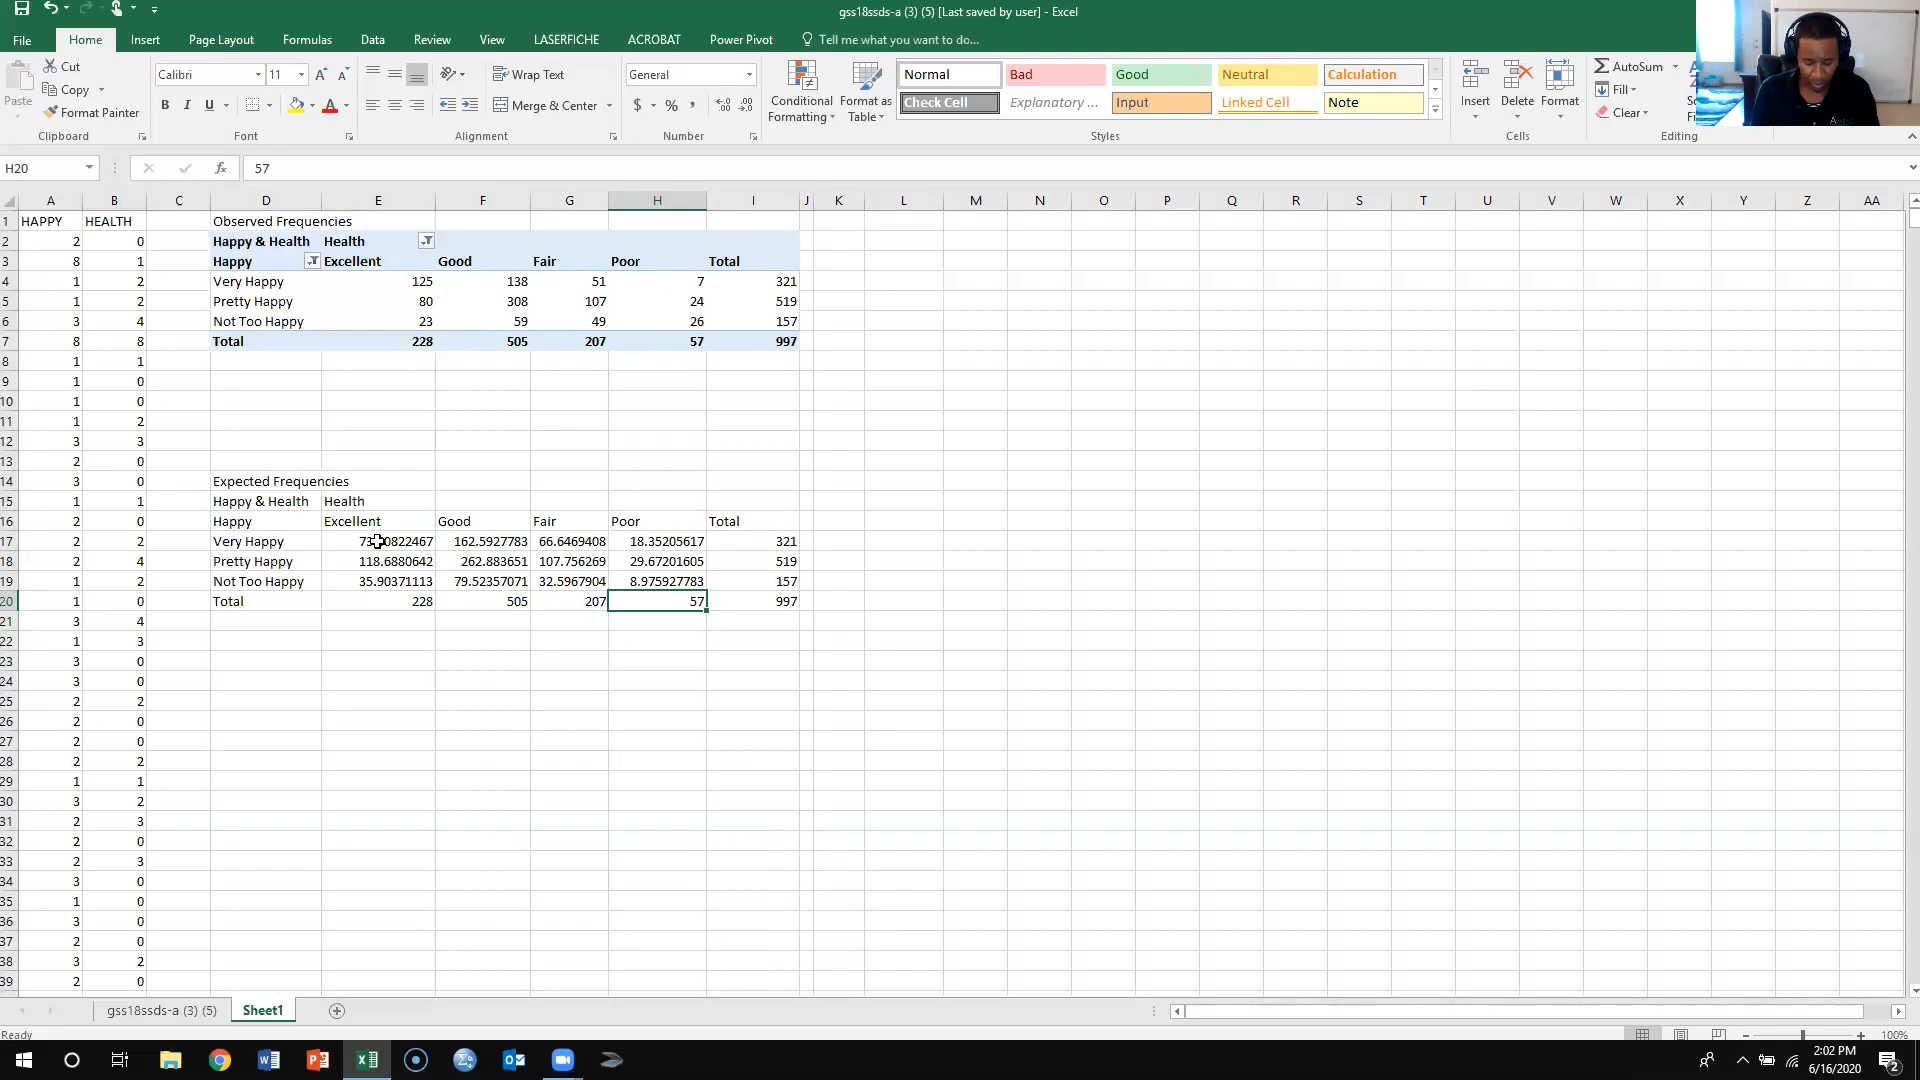 gss18ssds-a (3) (5) [Last saved by user] - Excel
File Home Insert Page Layout Formulas Data Review View LASERFICHE ACROBAT Power Pivot Tell me what you want to do...
Paste Cut Copy Format Painter
Calibri 11 A A
B I U A
Wrap Text
Merge & Center
General
$ % ,
Conditional Formatting
Format as Table
Normal Bad Good Neutral Calculation
Check Cell Explanatory ... Input Linked Cell Note
Insert Delete Format
AutoSum
Fill
Clear
Clipboard Font Alignment Number Styles Cells Editing
H20 fx 57
A B C D E F G H I J K L M N O P Q R S T U V W X Y Z AA
1 HAPPY HEALTH Observed Frequencies
2 2 0 Happy & Health Health
3 8 1 Happy Excellent Good Fair Poor Total
4 1 2 Very Happy 125 138 51 7 321
5 1 2 Pretty Happy 80 308 107 24 519
6 3 4 Not Too Happy 23 59 49 26 157
7 8 8 Total 228 505 207 57 997
8 1 1
9 1 0
10 1 0
11 1 2
12 3 3
13 2 0
14 3 0 Expected Frequencies
15 1 1 Happy & Health Health
16 2 0 Happy Excellent Good Fair Poor Total
17 2 2 Very Happy 162.5927783 66.6469408 18.35205617 321
18 2 4 Pretty Happy 118.6880642 262.883651 107.756269 29.67201605 519
19 1 2 Not Too Happy 35.90371113 79.52357071 32.5967904 8.975927783 157
20 1 0 Total 228 505 207 57 997
21 3 4
22 1 3
23 3 0
24 3 0
25 2 2
26 2 0
27 2 0
28 2 2
29 1 1
30 3 2
31 2 3
32 2 0
33 2 3
34 3 0
35 1 0
36 3 0
37 2 0
38 3 2
39 2 0
gss18ssds-a (3) (5) Sheet1
Ready 100%
2:02 PM
6/16/2020
2